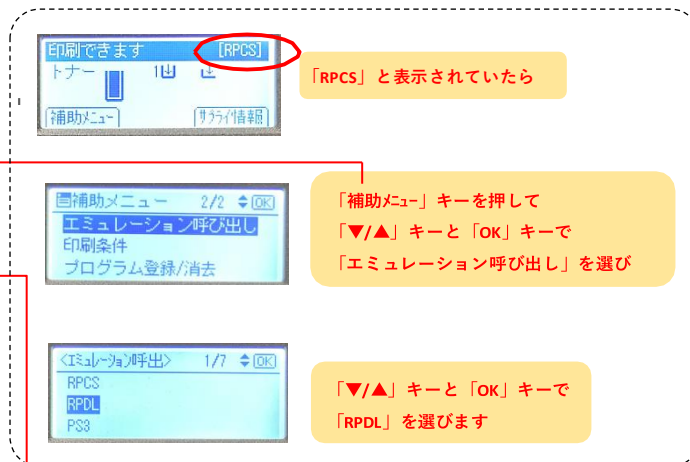 印刷できます [RPCS]
トナー 1
補助ﾒﾆｭｰ ｻﾌﾟﾗｲ情報
「RPCS」と表示されていたら
補助メニュー 2/2 OK
エミュレーション呼び出し
印刷条件
プログラム登録/消去
「補助ﾒﾆｭｰ」キーを押して
「▼/▲」キーと「OK」キーで
「エミュレーション呼び出し」を選び
<ｴﾐｭﾚｰｼｮﾝ呼出> 1/7 OK
RPCS
RPDL
PS3
「▼/▲」キーと「OK」キーで
「RPDL」を選びます